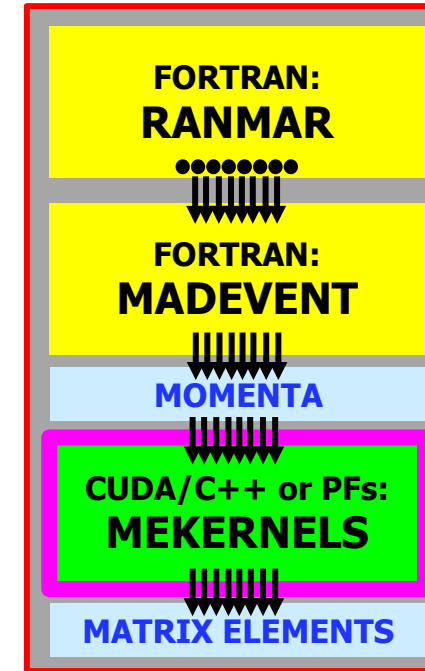 FORTRAN:
RANMAR
FORTRAN:
MADEVENT
MOMENTA
CUDA/C++ or PFs:
MEKERNELS
MATRIX ELEMENTS